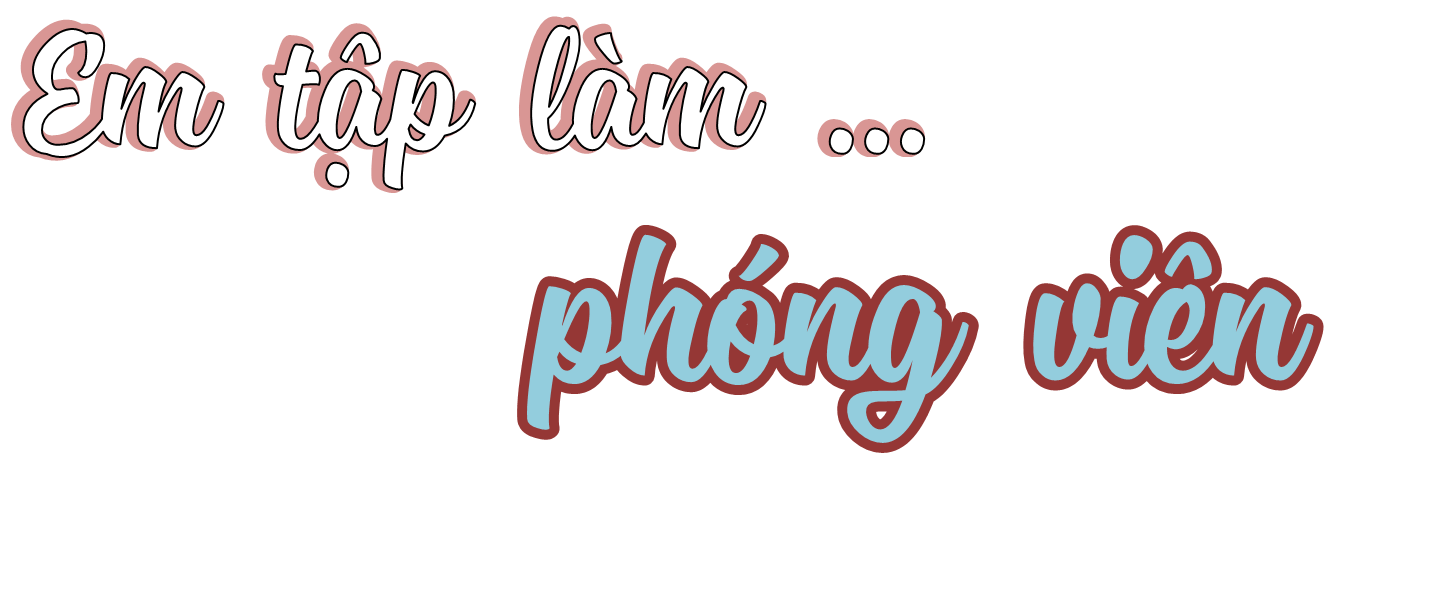 Em tập làm ...
phóng viên